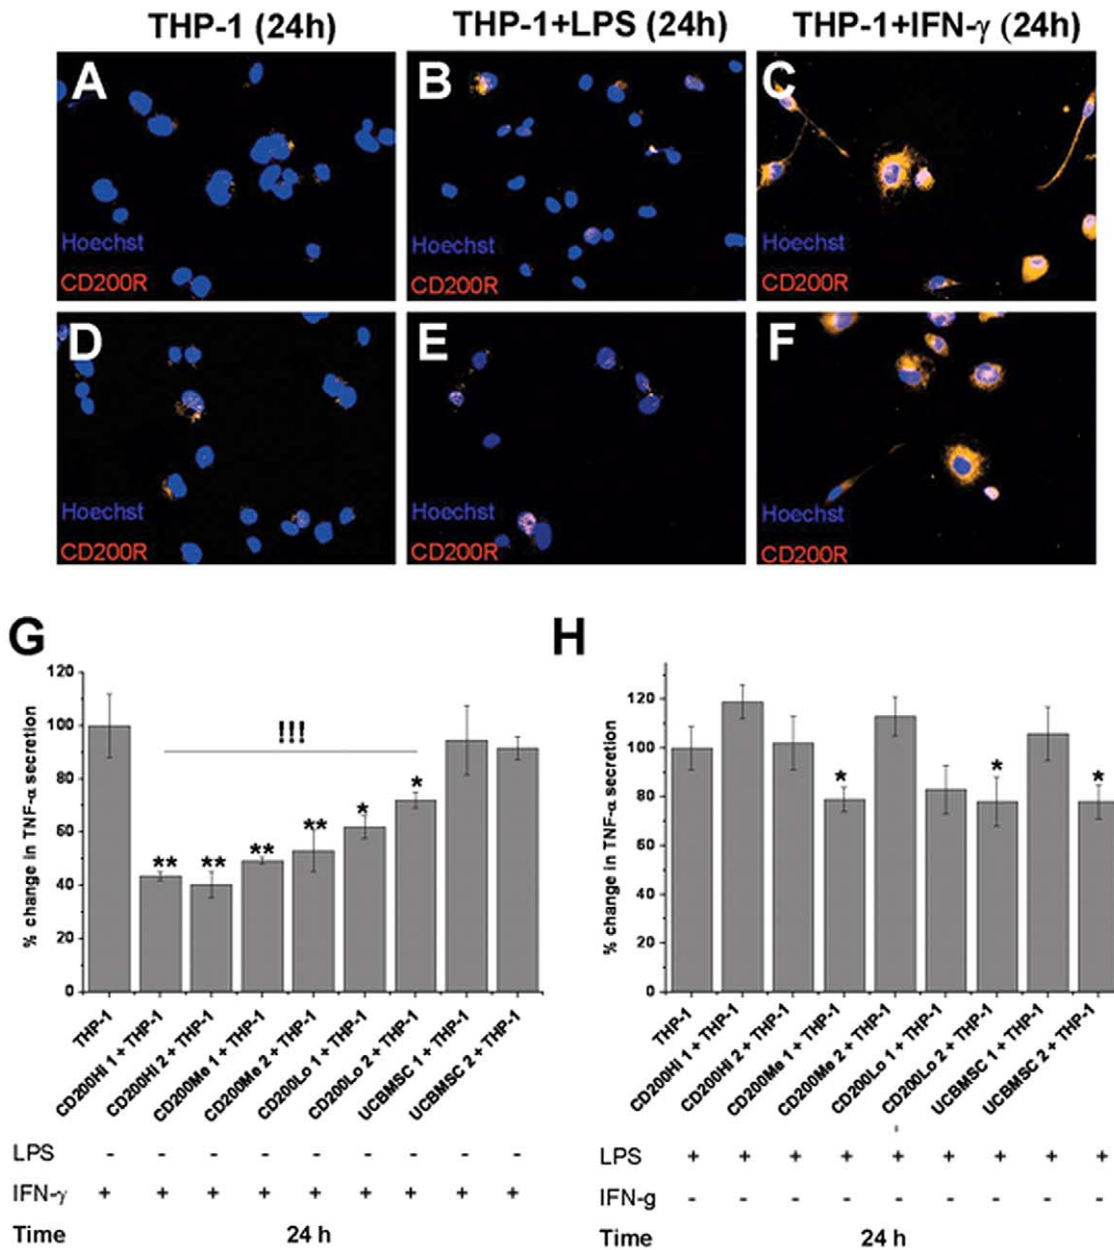 THP-1 (24h) THP-1+LPS (24h) THP-1+IFN-γ (24h)
A B C
Hoechst Hoechst Hoechst
CD200R CD200R CD200R
D E F
Hoechst Hoechst Hoechst
CD200R CD200R CD200R
G
% change in TNF-α secretion
120
100
80
60
40
20
0
!!!
** ** ** ** * *
THP-1
CD200Hi 1 + THP-1
CD200Hi 2 + THP-1
CD200Me 1 + THP-1
CD200Me 2 + THP-1
CD200Lo 1 + THP-1
CD200Lo 2 + THP-1
UCBMSC 1 + THP-1
UCBMSC 2 + THP-1
LPS - - - - - - - - -
IFN-γ + + + + + + + + +
Time 24 h
H
% change in TNF-α secretion
120
100
80
60
40
20
0
* * *
THP-1
CD200Hi 1 + THP-1
CD200Hi 2 + THP-1
CD200Me 1 + THP-1
CD200Me 2 + THP-1
CD200Lo 1 + THP-1
CD200Lo 2 + THP-1
UCBMSC 1 + THP-1
UCBMSC 2 + THP-1
LPS + + + + + + + + +
IFN-g - - - - - - - - -
Time 24 h